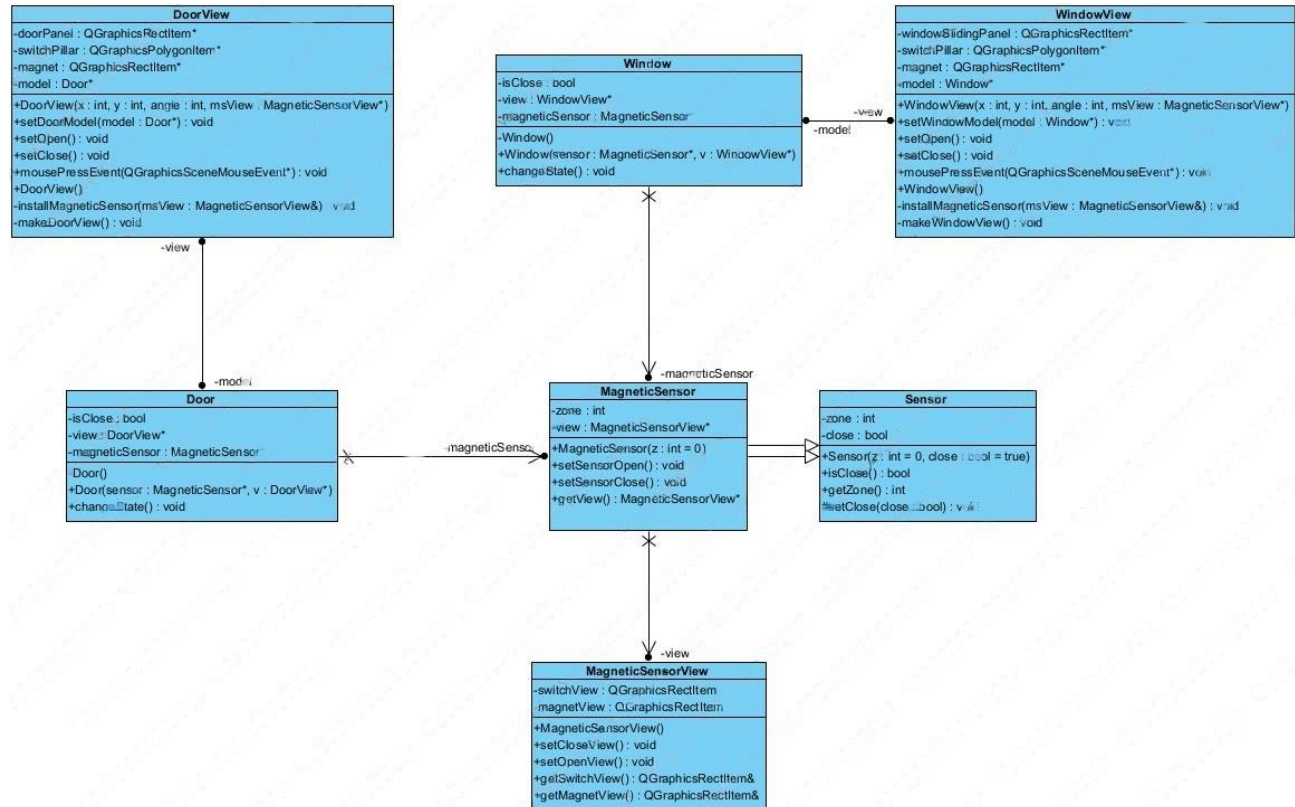 DoorView
-doorPanel : QGraphicsRectItem*
-switchPillar : QGraphicsPolygonItem*
-magnet : QGraphicsRectItem*
-model : Door*
+DoorView(x : int, y : int, angle : int, msView : MagneticSensorView*)
+setDoorModel(model : Door*) : void
+setOpen() : void
+setClose() : void
+mousePressEvent(QGraphicsSceneMouseEvent*) : void
+DoorView()
-installMagneticSensor(msView : MagneticSensorView&) : void
-makeDoorView() : void
-view
-model
Window
-isClose : bool
-view : WindowView*
-magneticSensor : MagneticSensor*
-Window()
+Window(sensor : MagneticSensor*, v : WindowView*)
+changeState() : void
-view
-model
WindowView
-windowSlidingPanel : QGraphicsRectItem*
-switchPillar : QGraphicsPolygonItem*
-magnet : QGraphicsRectItem*
-model : Window*
+WindowView(x : int, y : int, angle : int, msView : MagneticSensorView*)
+setWindowModel(model : Window*) : void
+setOpen() : void
+setClose() : void
+mousePressEvent(QGraphicsSceneMouseEvent*) : void
+WindowView()
-installMagneticSensor(msView : MagneticSensorView&) : void
-makeWindowView() : void
Door
-isClose : bool
-view : DoorView*
-magneticSensor : MagneticSensor*
-Door()
+Door(sensor : MagneticSensor*, v : DoorView*)
+changeState() : void
-magneticSenso
-magneticSensor
MagneticSensor
-zone : int
-view : MagneticSensorView*
+MagneticSensor(z : int = 0)
+setSensorOpen() : void
+setSensorClose() : void
+getView() : MagneticSensorView*
Sensor
-zone : int
-close : bool
+Sensor(z : int = 0, close : bool = true)
+isClose() : bool
+getZone() : int
#setClose(close : bool) : void
-view
MagneticSensorView
-switchView : QGraphicsRectItem
-magnetView : QGraphicsRectItem
+MagneticSensorView()
+setCloseView() : void
+setOpenView() : void
+getSwitchView() : QGraphicsRectItem&
+getMagnetView() : QGraphicsRectItem&